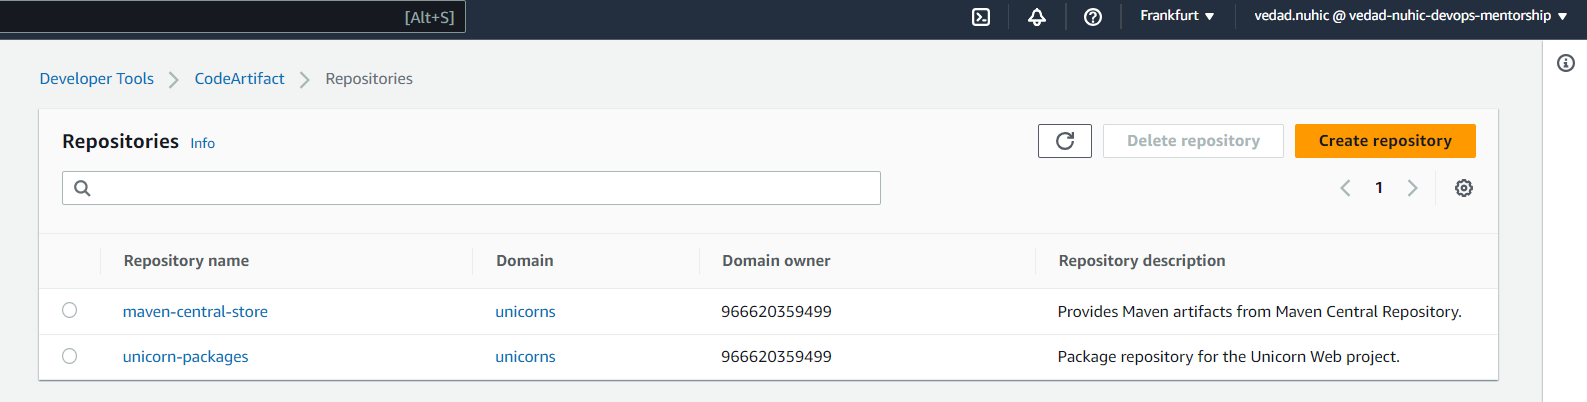 [Alt+S] Frankfurt vedad.nuhic @ vedad-nuhic-devops-mentorship
Developer Tools CodeArtifact Repositories
Repositories Info Delete repository Create repository
1
Repository name Domain Domain owner Repository description
maven-central-store unicorns 966620359499 Provides Maven artifacts from Maven Central Repository.
unicorn-packages unicorns 966620359499 Package repository for the Unicorn Web project.